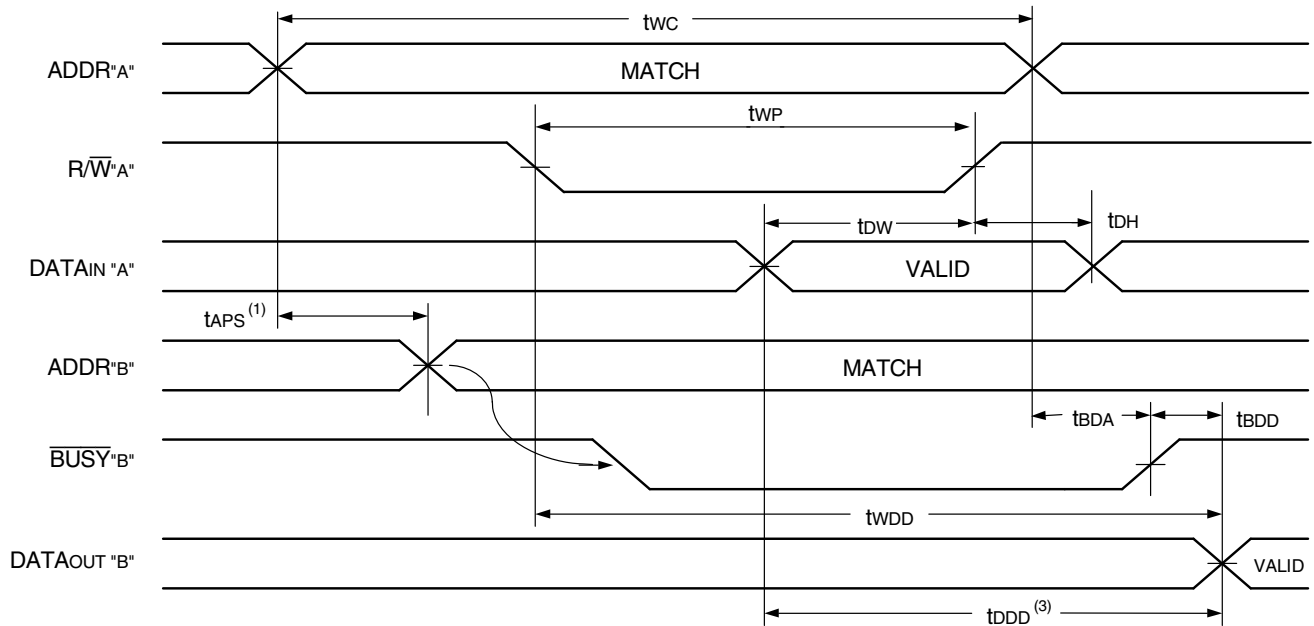 tWC
ADDR"A"
MATCH
tWP
R/W̅"A"
tDW
tDH
DATAIN "A"
VALID
tAPS (1)
ADDR"B"
MATCH
tBDA
tBDD
B̅U̅S̅Y̅"B"
tWDD
DATAOUT "B"
VALID
tDDD (3)